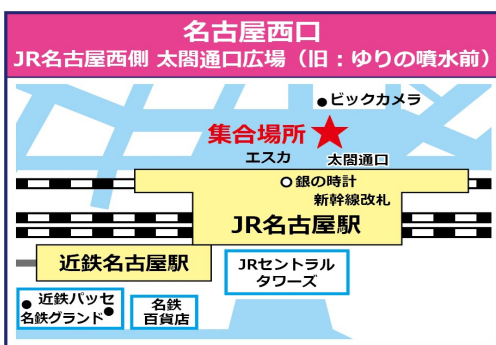 名古屋西口
JR名古屋西側 太閤通口広場（旧：ゆりの噴水前）
ビックカメラ
集合場所
エスカ
太閤通口
銀の時計
新幹線改札
JR名古屋駅
近鉄名古屋駅
JRセントラル
タワーズ
近鉄パッセ
名鉄グランド
名鉄
百貨店